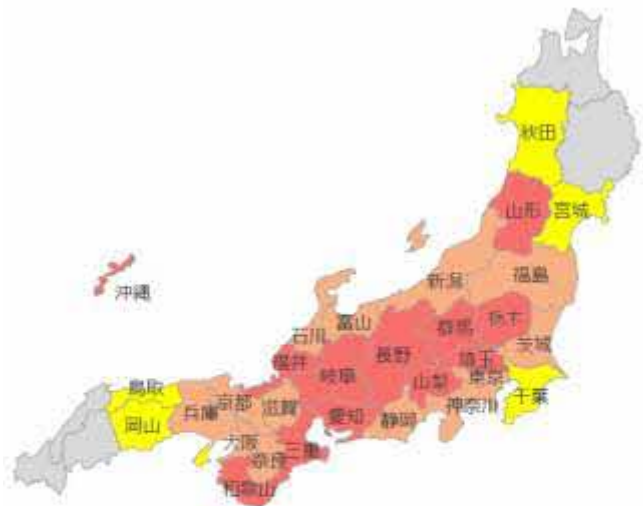 秋田
山形
宮城
新潟
福島
沖縄
石川
富山
群馬
栃木
茨城
福井
岐阜
長野
埼玉
東京
山梨
千葉
鳥取
岡山
兵庫
京都
滋賀
愛知
静岡
神奈川
大阪
奈良
三重
和歌山